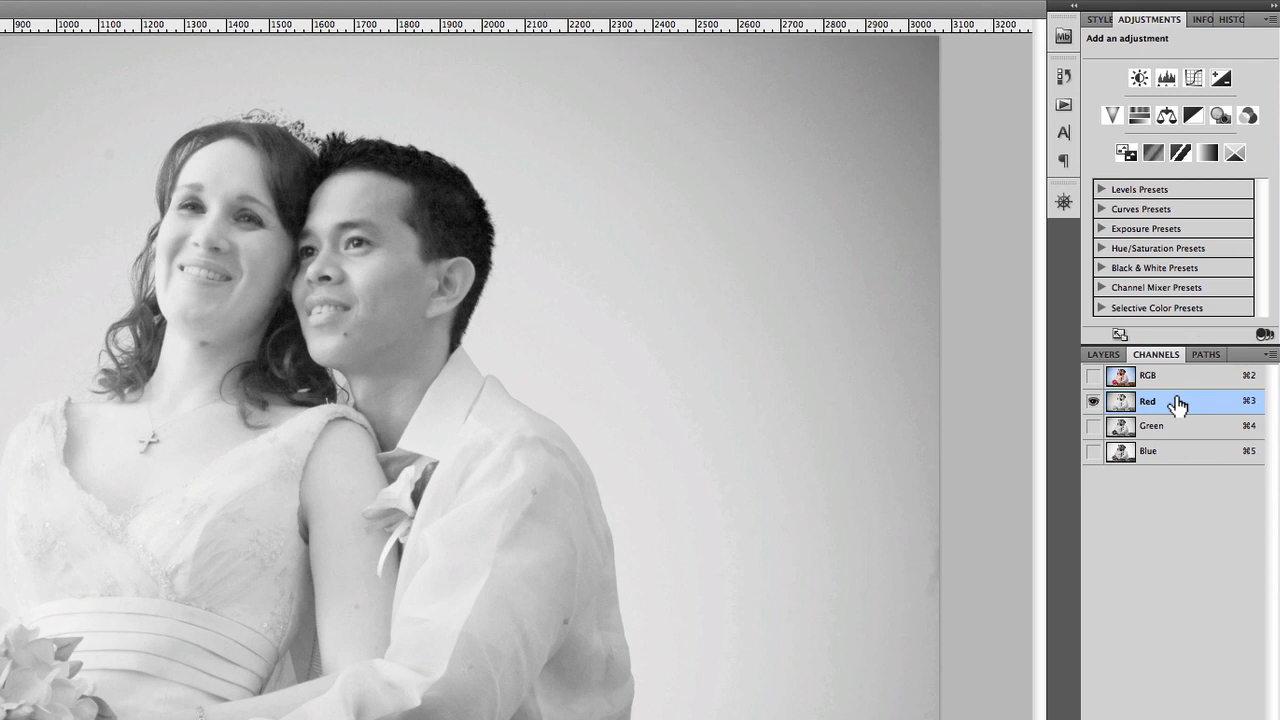 900 1000 1100 1200 1300 1400 1500 1600 1700 1800 1900 2000 2100 2200 2300 2400 2500 2600 2700 2800 2900 3000 3100 3200
STYLE ADJUSTMENTS INFO HISTO
Add an adjustment
Mb
A
¶
Levels Presets
Curves Presets
Exposure Presets
Hue/Saturation Presets
Black & White Presets
Channel Mixer Presets
Selective Color Presets
LAYERS CHANNELS PATHS
RGB ⌘2
Red ⌘3
Green ⌘4
Blue ⌘5